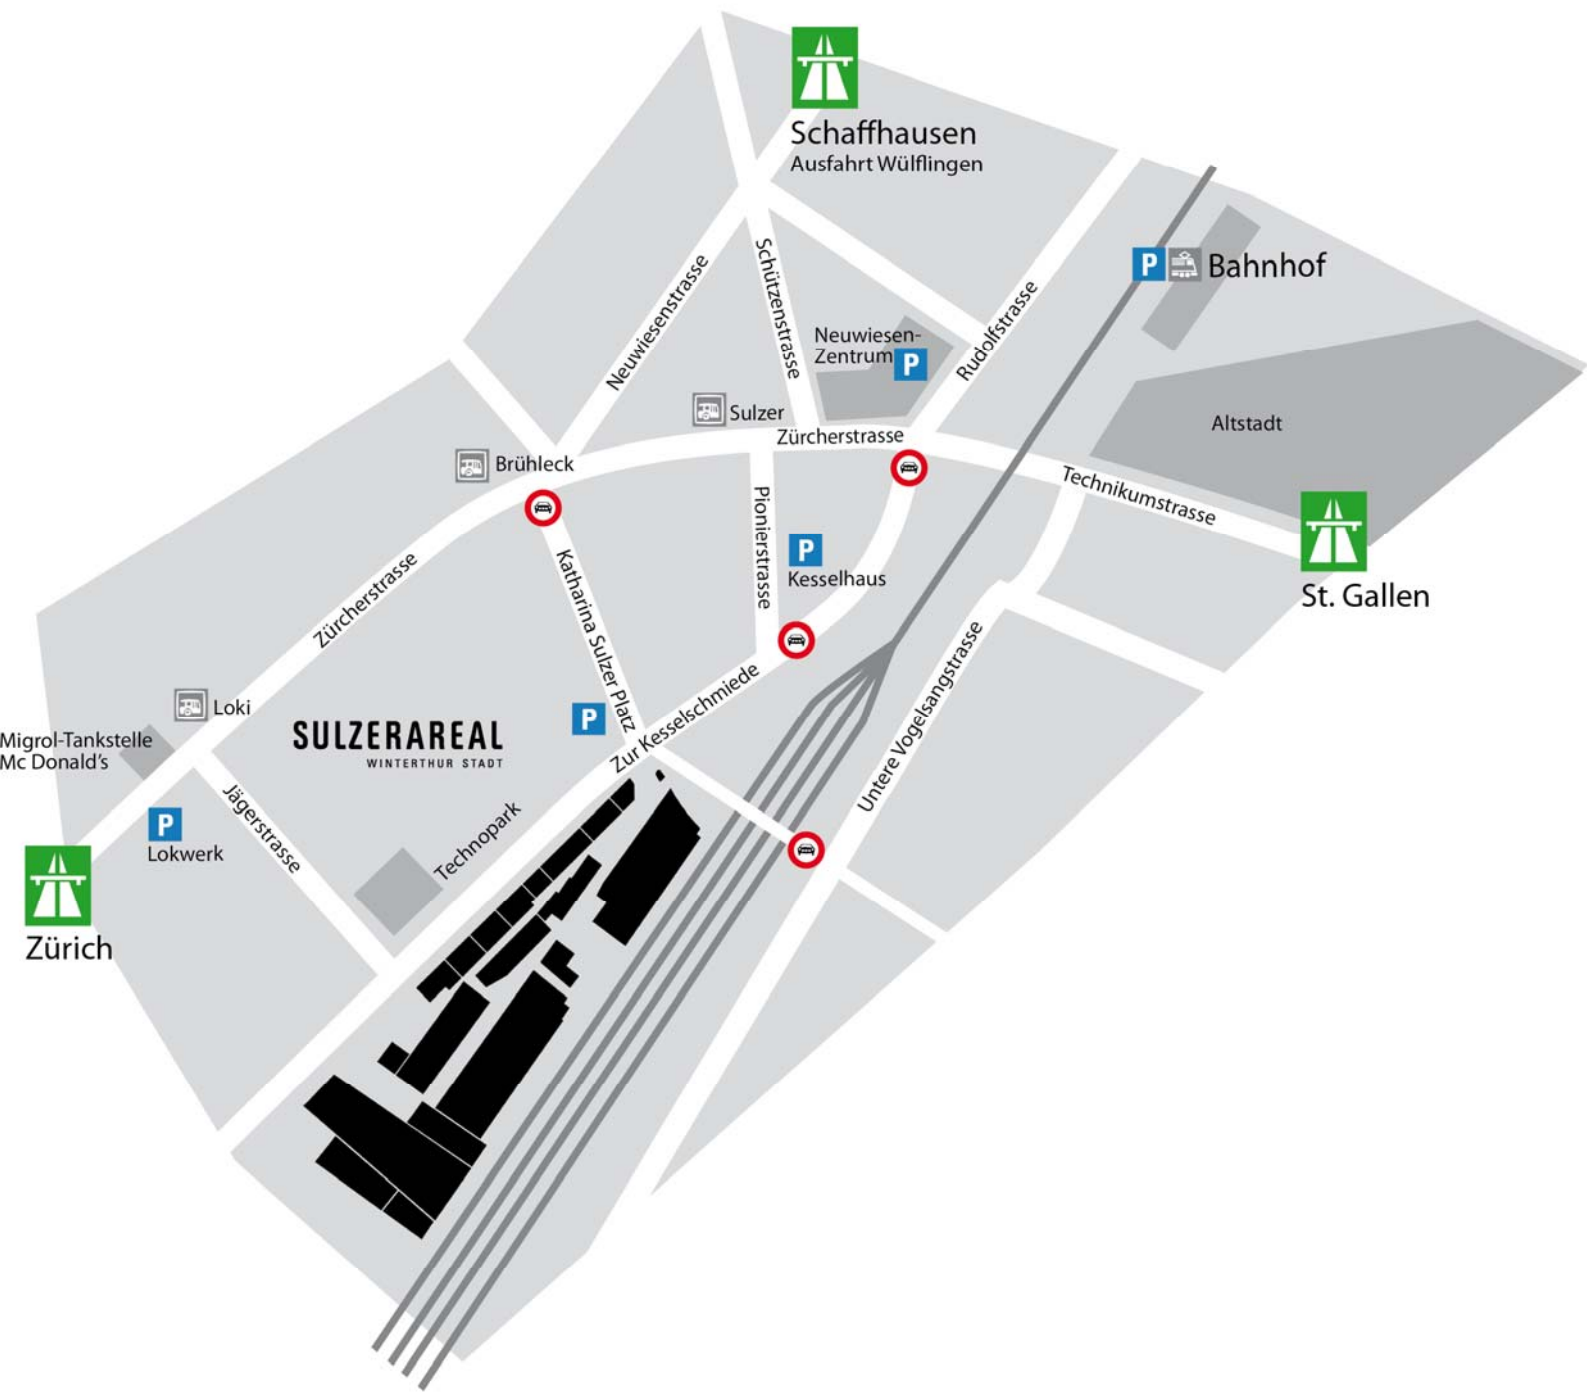 Schaffhausen
Ausfahrt Wülflingen
P
Bahnhof
Neuwiesenstrasse
Schützenstrasse
Rudolfstrasse
Neuwiesen-
Zentrum
P
Sulzer
Zürcherstrasse
Altstadt
Brühleck
Technikumstrasse
Pionierstrasse
St. Gallen
P
Kesselhaus
Katharina Sulzer Platz
Zürcherstrasse
Untere Vogelsangstrasse
Zur Kesselschmiede
P
Loki
SULZERAREAL
WINTERTHUR STADT
Migrol-Tankstelle
Mc Donald's
Jägerstrasse
P
Lokwerk
Technopark
Zürich